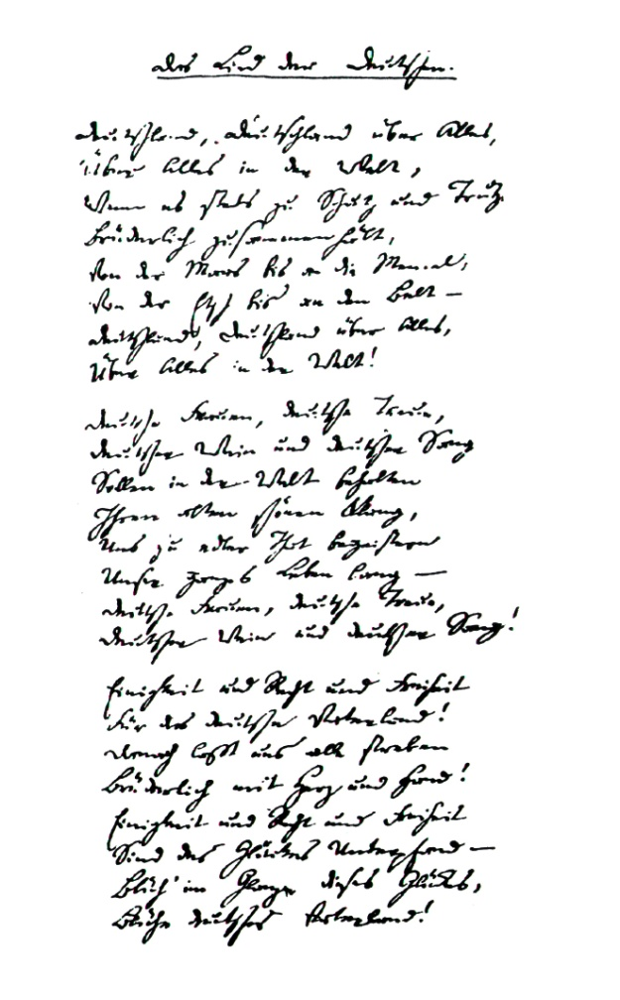 Das Lied der Deutschen.
Deutschland, Deutschland über Alles,
Über Alles in der Welt,
Wenn es stets zu Schutz und Trutze
Brüderlich zusammenhält,
Von der Maas bis an die Memel,
Von der Etsch bis an den Belt –
Deutschland, Deutschland über Alles,
Über Alles in der Welt!
Deutsche Frauen, deutsche Treue,
Deutscher Wein und deutscher Sang
Sollen in der Welt behalten
Ihren alten schönen Klang,
Uns zu edler That begeistern
Unser ganzes Leben lang –
Deutsche Frauen, deutsche Treue,
Deutscher Wein und deutscher Sang!
Einigkeit und Recht und Freiheit
Für das deutsche Vaterland!
Danach laßt uns alle streben
Brüderlich mit Herz und Hand!
Einigkeit und Recht und Freiheit
Sind des Glückes Unterpfand –
Blüh' im Glanze dieses Glückes,
Blühe deutsches Vaterland!